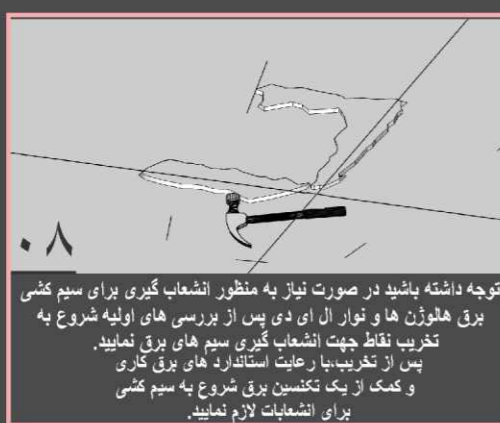 ۰۸
توجه داشته باشید در صورت نیاز به منظور انشعاب گیری برای سیم کشی
برق هالوژن ها و نوار ال ای دی پس از بررسی های اولیه شروع به
تخریب نقاط جهت انشعاب گیری سیم های برق نمایید.
پس از تخریب،با رعایت استاندارد های برق کاری
و کمک از یک تکنسین برق شروع به سیم کشی
برای انشعابات لازم نمایید.